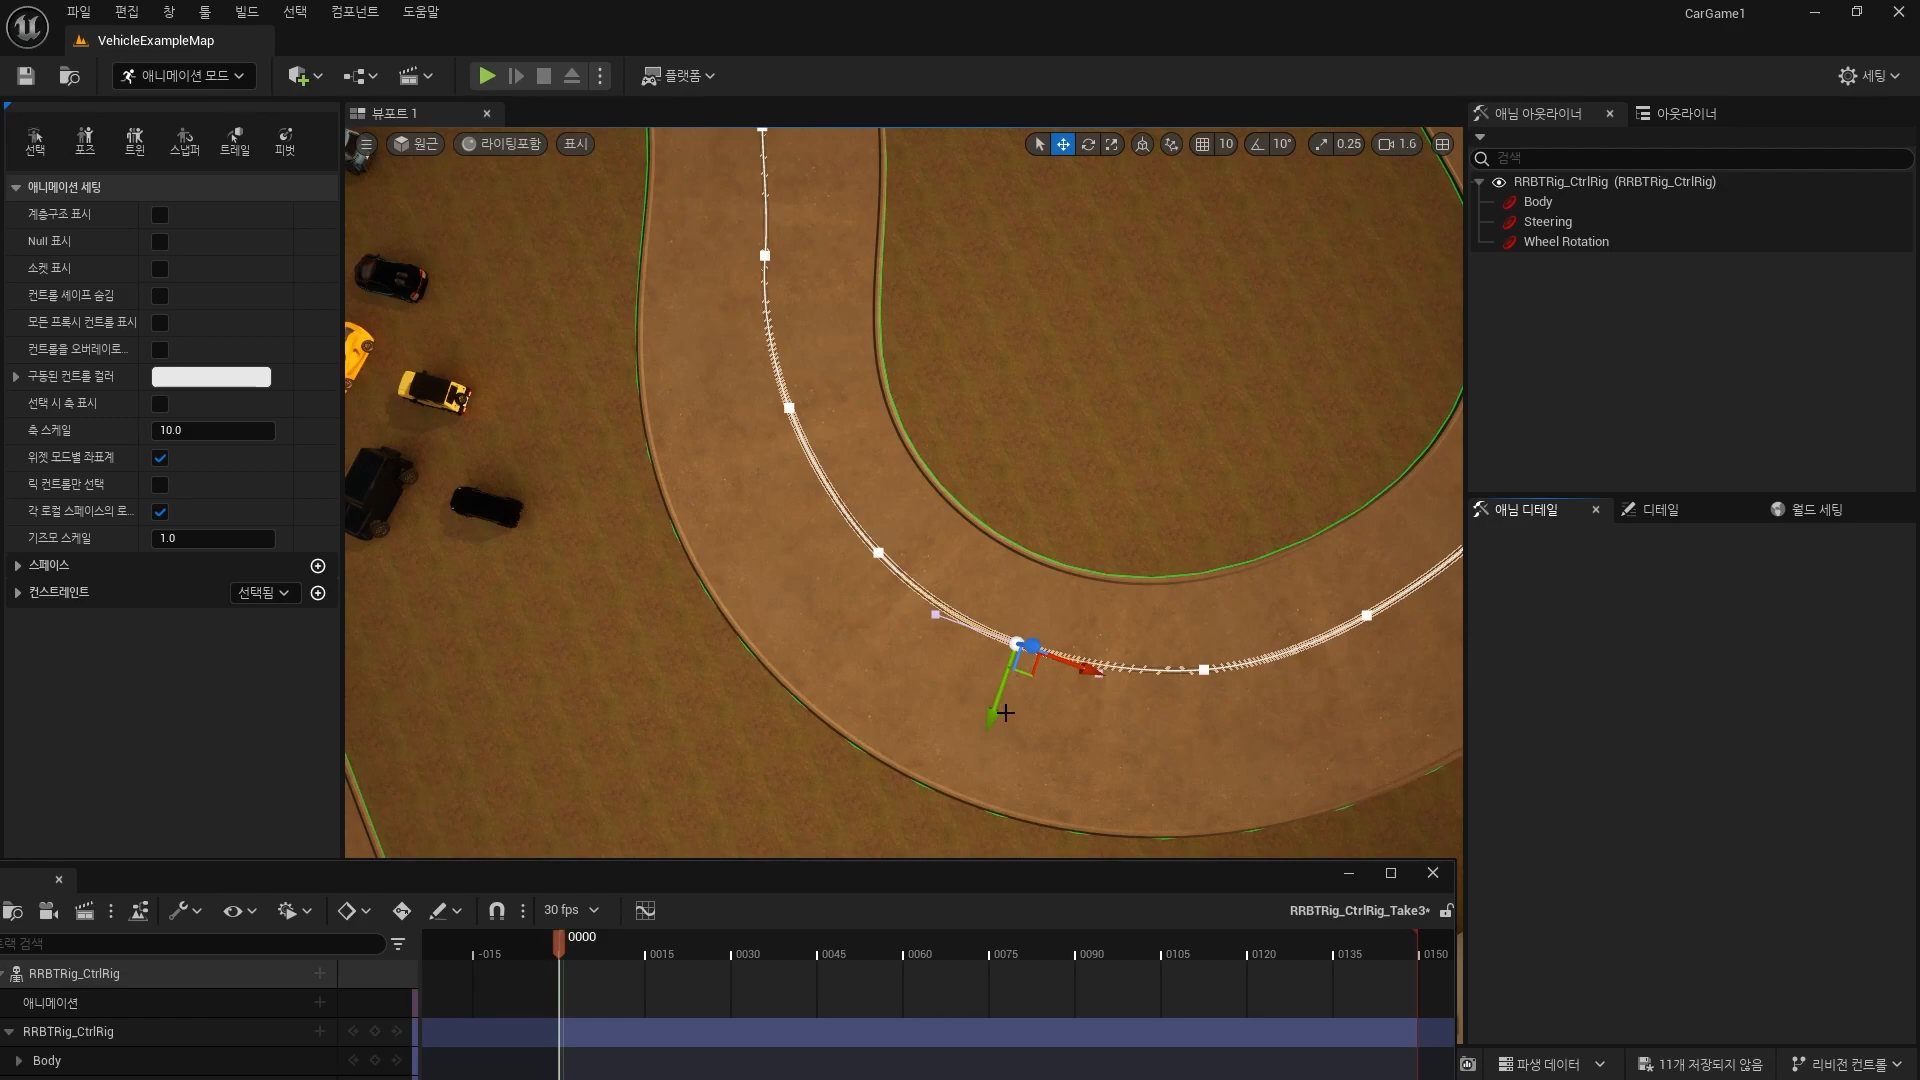 파일 편집 창 툴 빌드 선택 컴포넌트 도움말
CarGame1
VehicleExampleMap
애니메이션 모드
플랫폼
세팅
선택 포즈 트윈 스냅퍼 트레일 피벗
애니메이션 세팅
계층구조 표시
Null 표시
소켓 표시
컨트롤 셰이프 숨김
모든 프록시 컨트롤 표시
컨트롤을 오버레이로...
구동된 컨트롤 컬러
선택 시 축 표시
축 스케일 10.0
위젯 모드별 좌표계
릭 컨트롤만 선택
각 로컬 스페이스의 로...
기즈모 스케일 1.0
스페이스
컨스트레인트 선택됨
뷰포트 1
원근 라이팅포함 표시
10 10° 0.25 1.6
애님 아웃라이너 아웃라이너
검색
RRBTRig_CtrlRig (RRBTRig_CtrlRig)
Body
Steering
Wheel Rotation
애님 디테일 디테일 월드 세팅
30 fps
RRBTRig_CtrlRig_Take3*
트랙 검색
0000
-015 0015 0030 0045 0060 0075 0090 0105 0120 0135 0150
RRBTRig_CtrlRig
애니메이션
RRBTRig_CtrlRig
Body
파생 데이터 11개 저장되지 않음 리비전 컨트롤